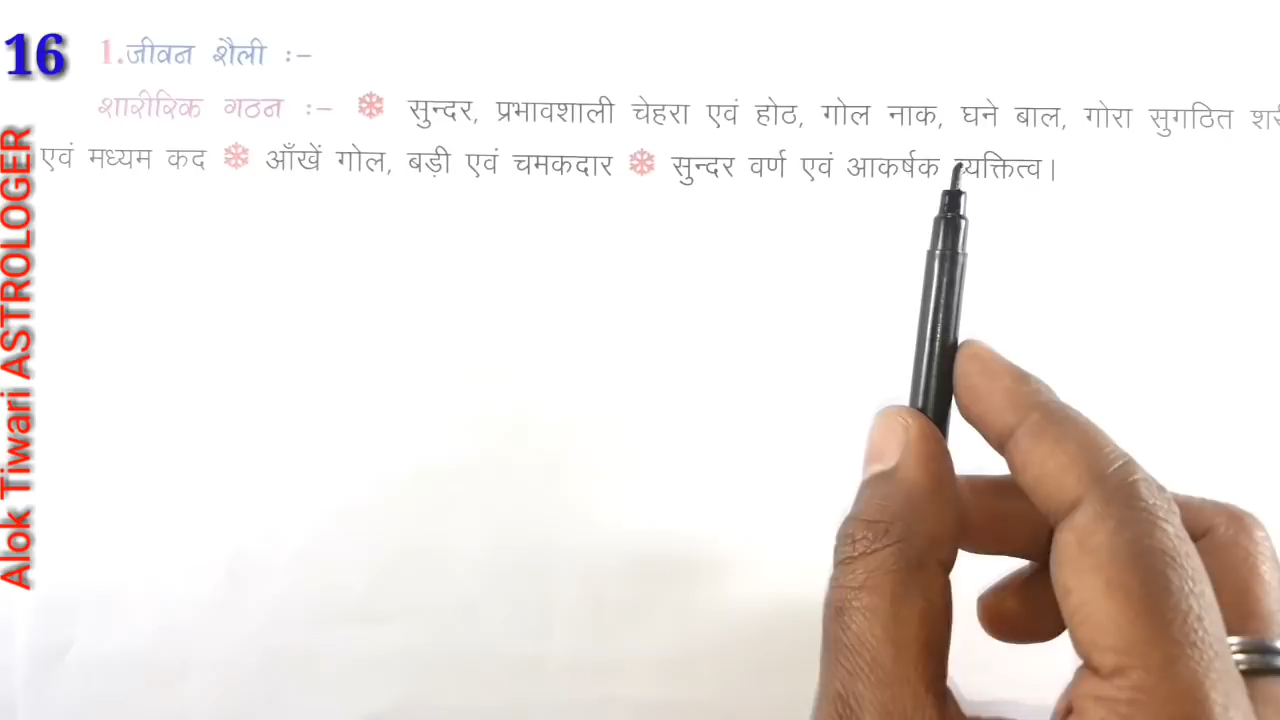 16
1.जीवन शैली :–
शारीरिक गठन :– ❄ सुन्दर, प्रभावशाली चेहरा एवं होठ, गोल नाक, घने बाल, गोरा सुगठित
एवं मध्यम कद ❄ आँखें गोल, बड़ी एवं चमकदार ❄ सुन्दर वर्ण एवं आकर्षक व्यक्तित्व।
Alok Tiwari ASTROLOGER